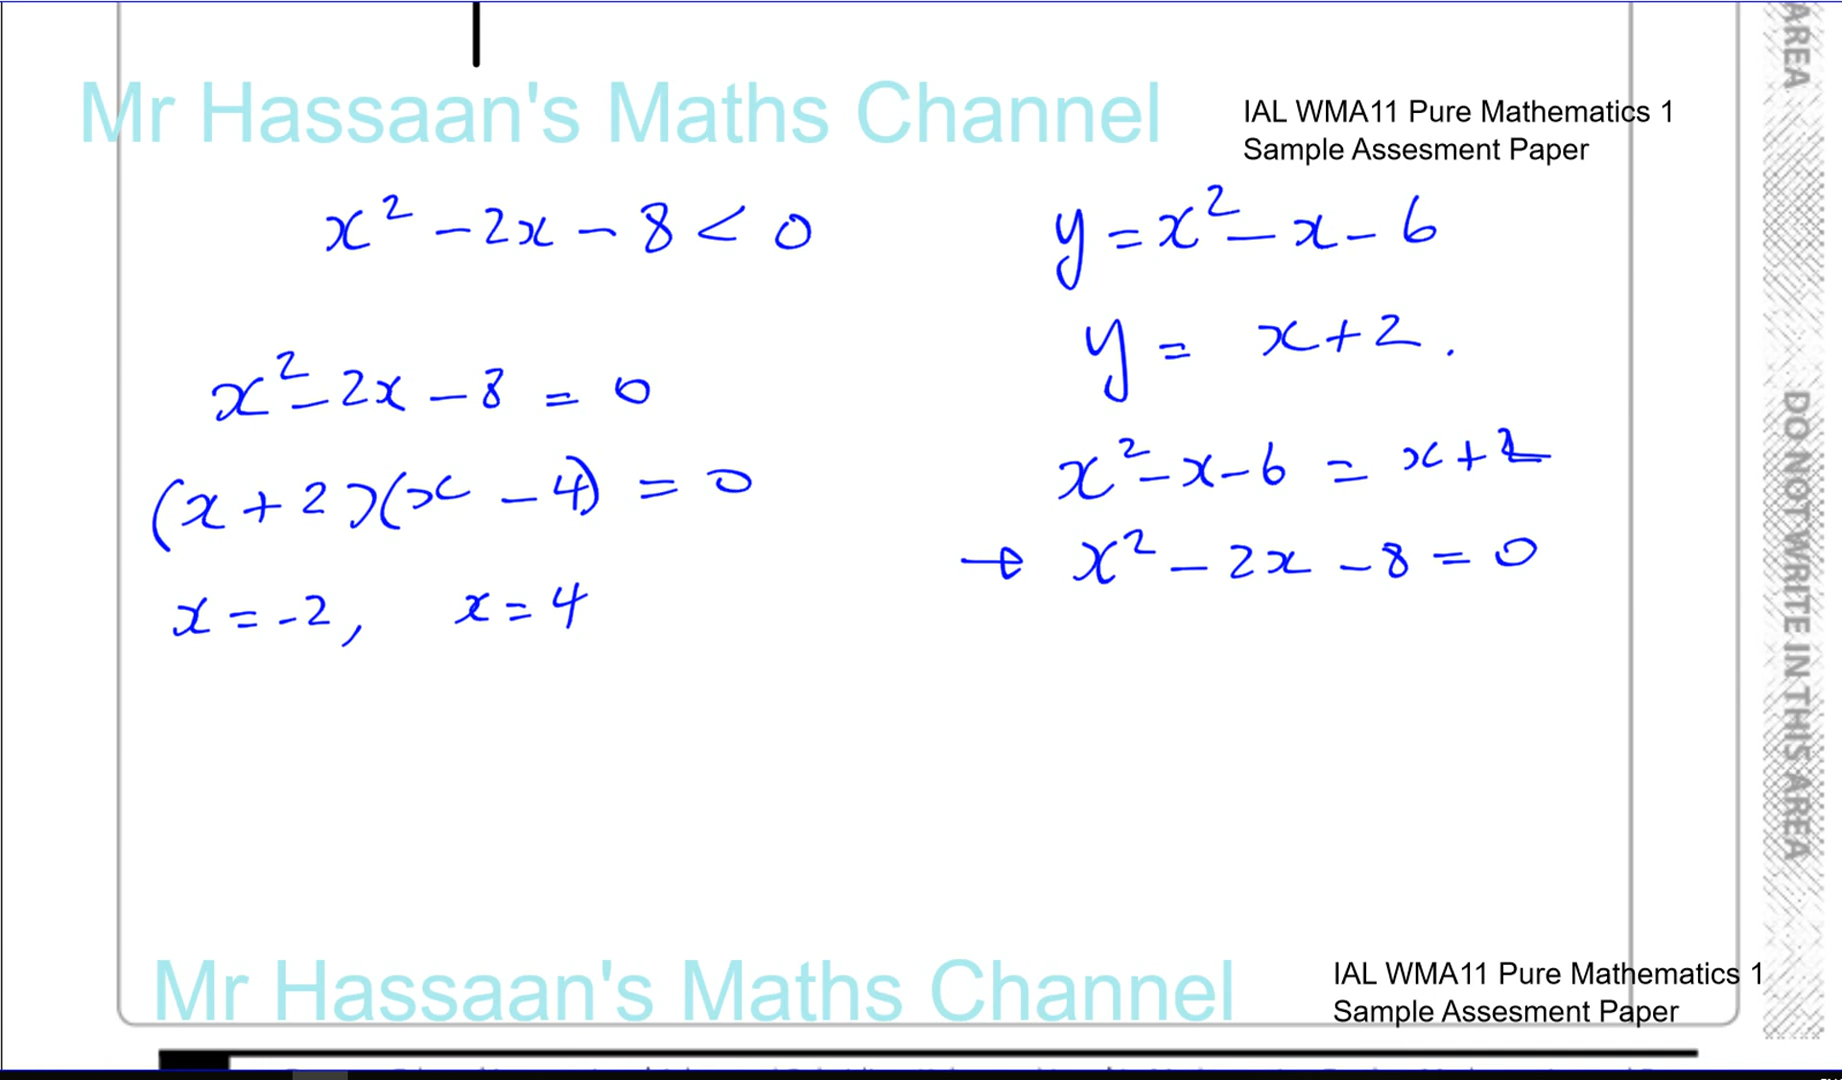 Mr Hassaan's Maths Channel
IAL WMA11 Pure Mathematics 1
Sample Assesment Paper
x² - 2x - 8 < 0
x² - 2x - 8 = 0
(x + 2)(x - 4) = 0
x = -2, x = 4
y = x² - x - 6
y = x + 2.
x² - x - 6 = x + 2
→ x² - 2x - 8 = 0
AREA
DO NOT WRITE IN THIS AREA
Mr Hassaan's Maths Channel
IAL WMA11 Pure Mathematics 1
Sample Assesment Paper